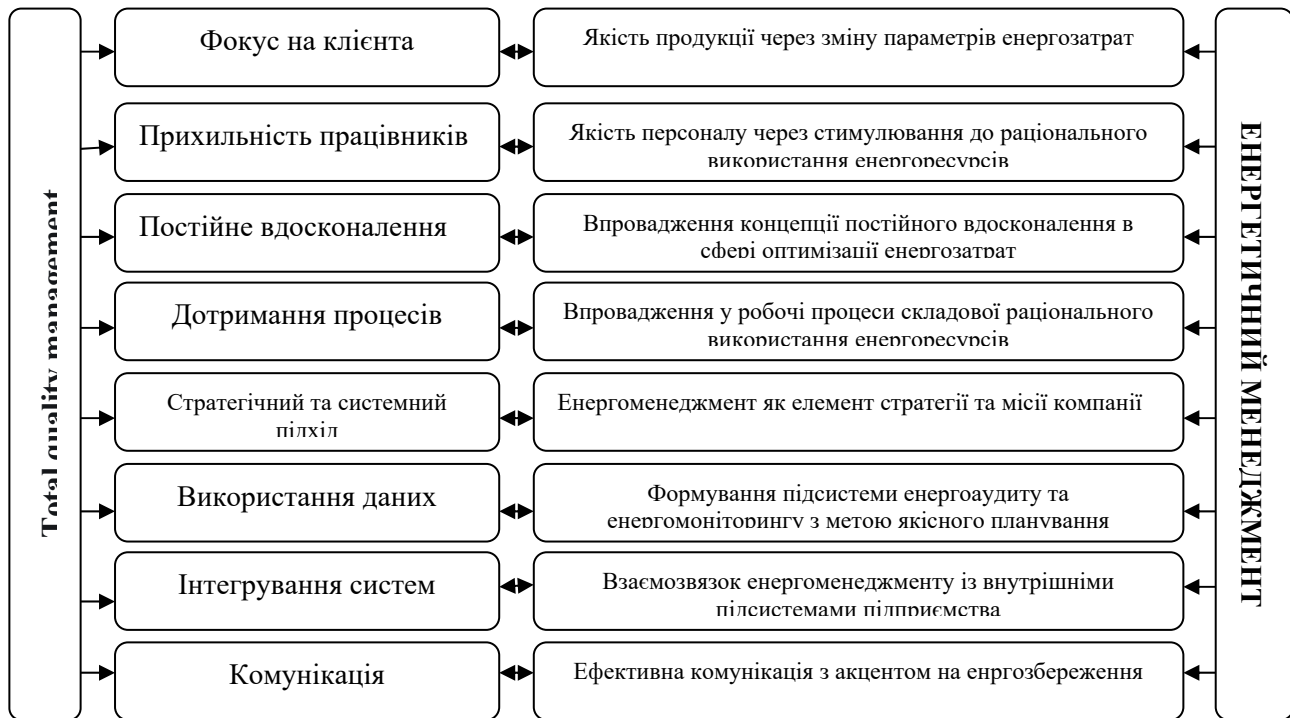 Total quality management
Фокус на клієнта
Якість продукції через зміну параметрів енергозатрат
Прихильність працівників
Якість персоналу через стимулювання до раціонального
використання енергоресурсів
Постійне вдосконалення
Впровадження концепції постійного вдосконалення в
сфері оптимізації енергозатрат
Дотримання процесів
Впровадження у робочі процеси складової раціонального
використання енергоресурсів
Стратегічний та системний
підхід
Енергоменеджмент як елемент стратегії та місії компанії
Використання даних
Формування підсистеми енергоаудиту та
енергомоніторингу з метою якісного планування
Інтегрування систем
Взаємозвязок енергоменеджменту із внутрішніми
підсистемами підприємства
Комунікація
Ефективна комунікація з акцентом на енргозбереження
ЕНЕРГЕТИЧНИЙ МЕНЕДЖМЕНТ